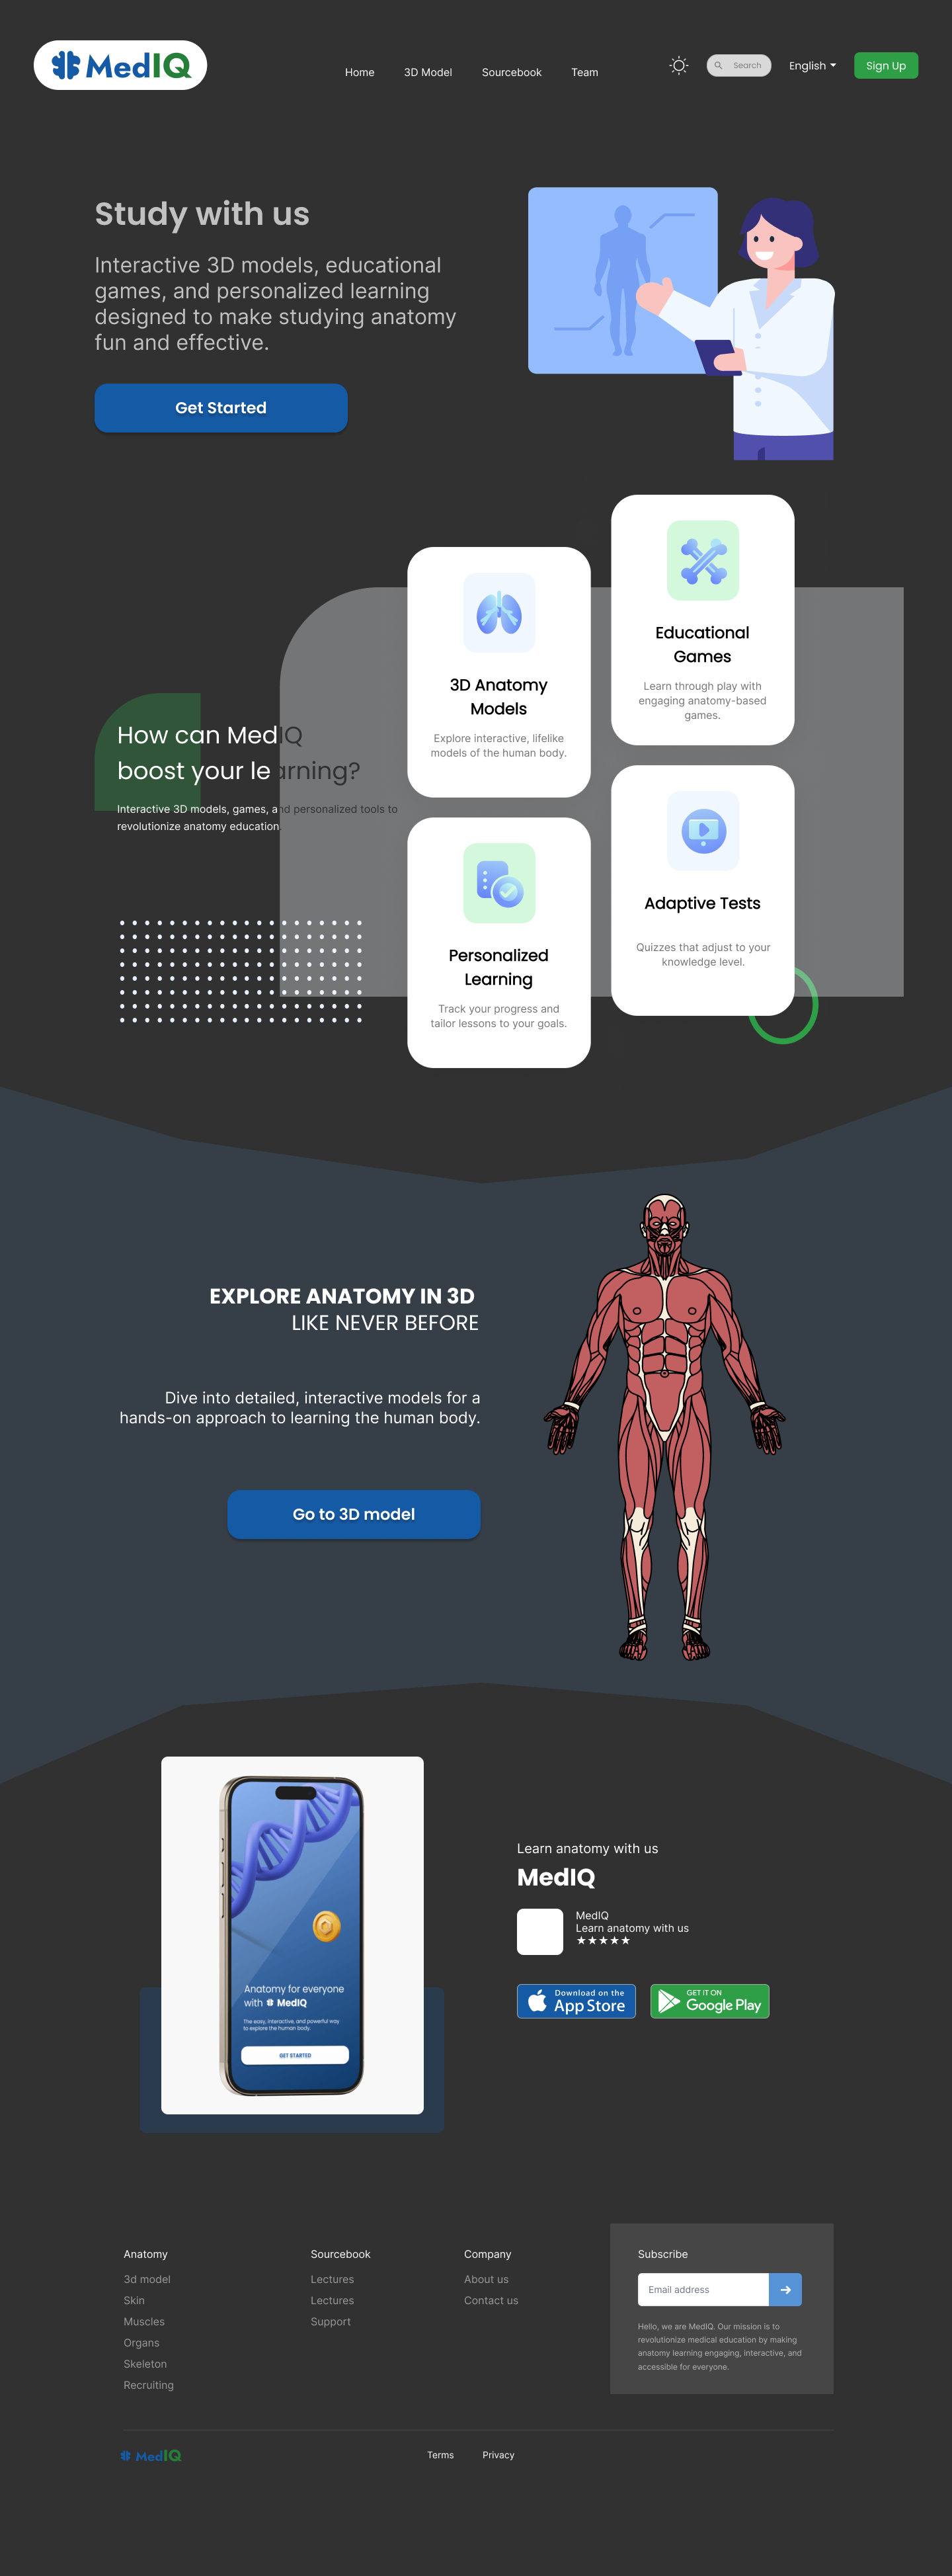 MedIQ
Home
3D Model
Sourcebook
Team
Search
English
Sign Up
Study with us
Interactive 3D models, educational
games, and personalized learning
designed to make studying anatomy
fun and effective.
Get Started
How can MedIQ
boost your le arning?
Interactive 3D models, games, and personalized tools to
revolutionize anatomy education.
3D Anatomy
Models
Explore interactive, lifelike
models of the human body.
Educational
Games
Learn through play with
engaging anatomy-based
games.
Personalized
Learning
Track your progress and
tailor lessons to your goals.
Adaptive Tests
Quizzes that adjust to your
knowledge level.
EXPLORE ANATOMY IN 3D
LIKE NEVER BEFORE
Dive into detailed, interactive models for a
hands-on approach to learning the human body.
Go to 3D model
Anatomy for everyone
with MedIQ
The easy, interactive, and powerful way
to explore the human body.
GET STARTED
Learn anatomy with us
MedIQ
MedIQ
Learn anatomy with us
★★★★★
Download on the
App Store
GET IT ON
Google Play
Anatomy
3d model
Skin
Muscles
Organs
Skeleton
Recruiting
Sourcebook
Lectures
Lectures
Support
Company
About us
Contact us
Subscribe
Email address
Hello, we are MedIQ. Our mission is to
revolutionize medical education by making
anatomy learning engaging, interactive, and
accessible for everyone.
MedIQ
Terms
Privacy